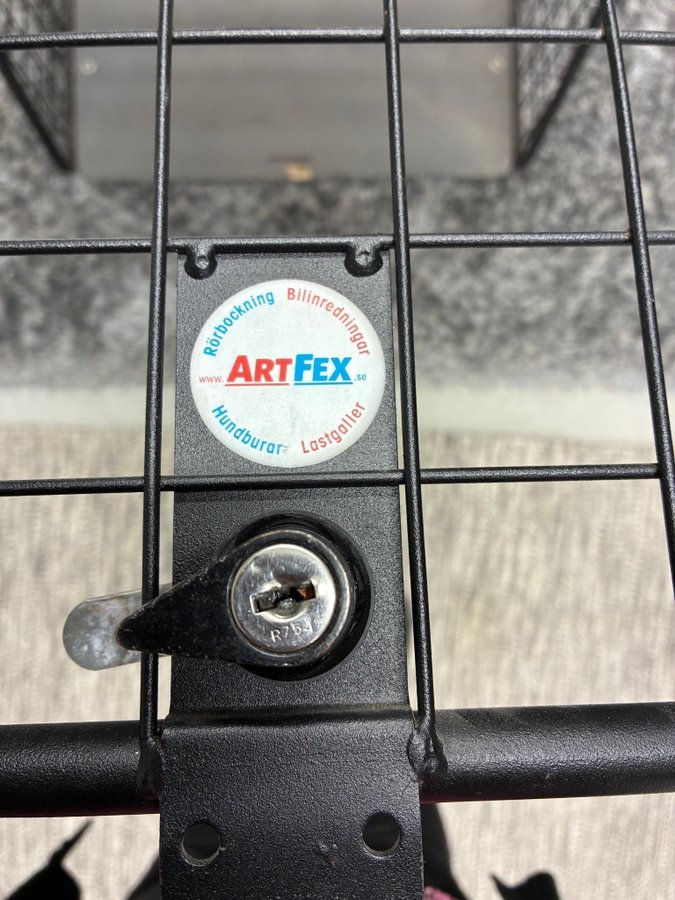 Rörbockning Bilinredningar
www.ARTFEX.se
Hundburar Lastgaller
R754